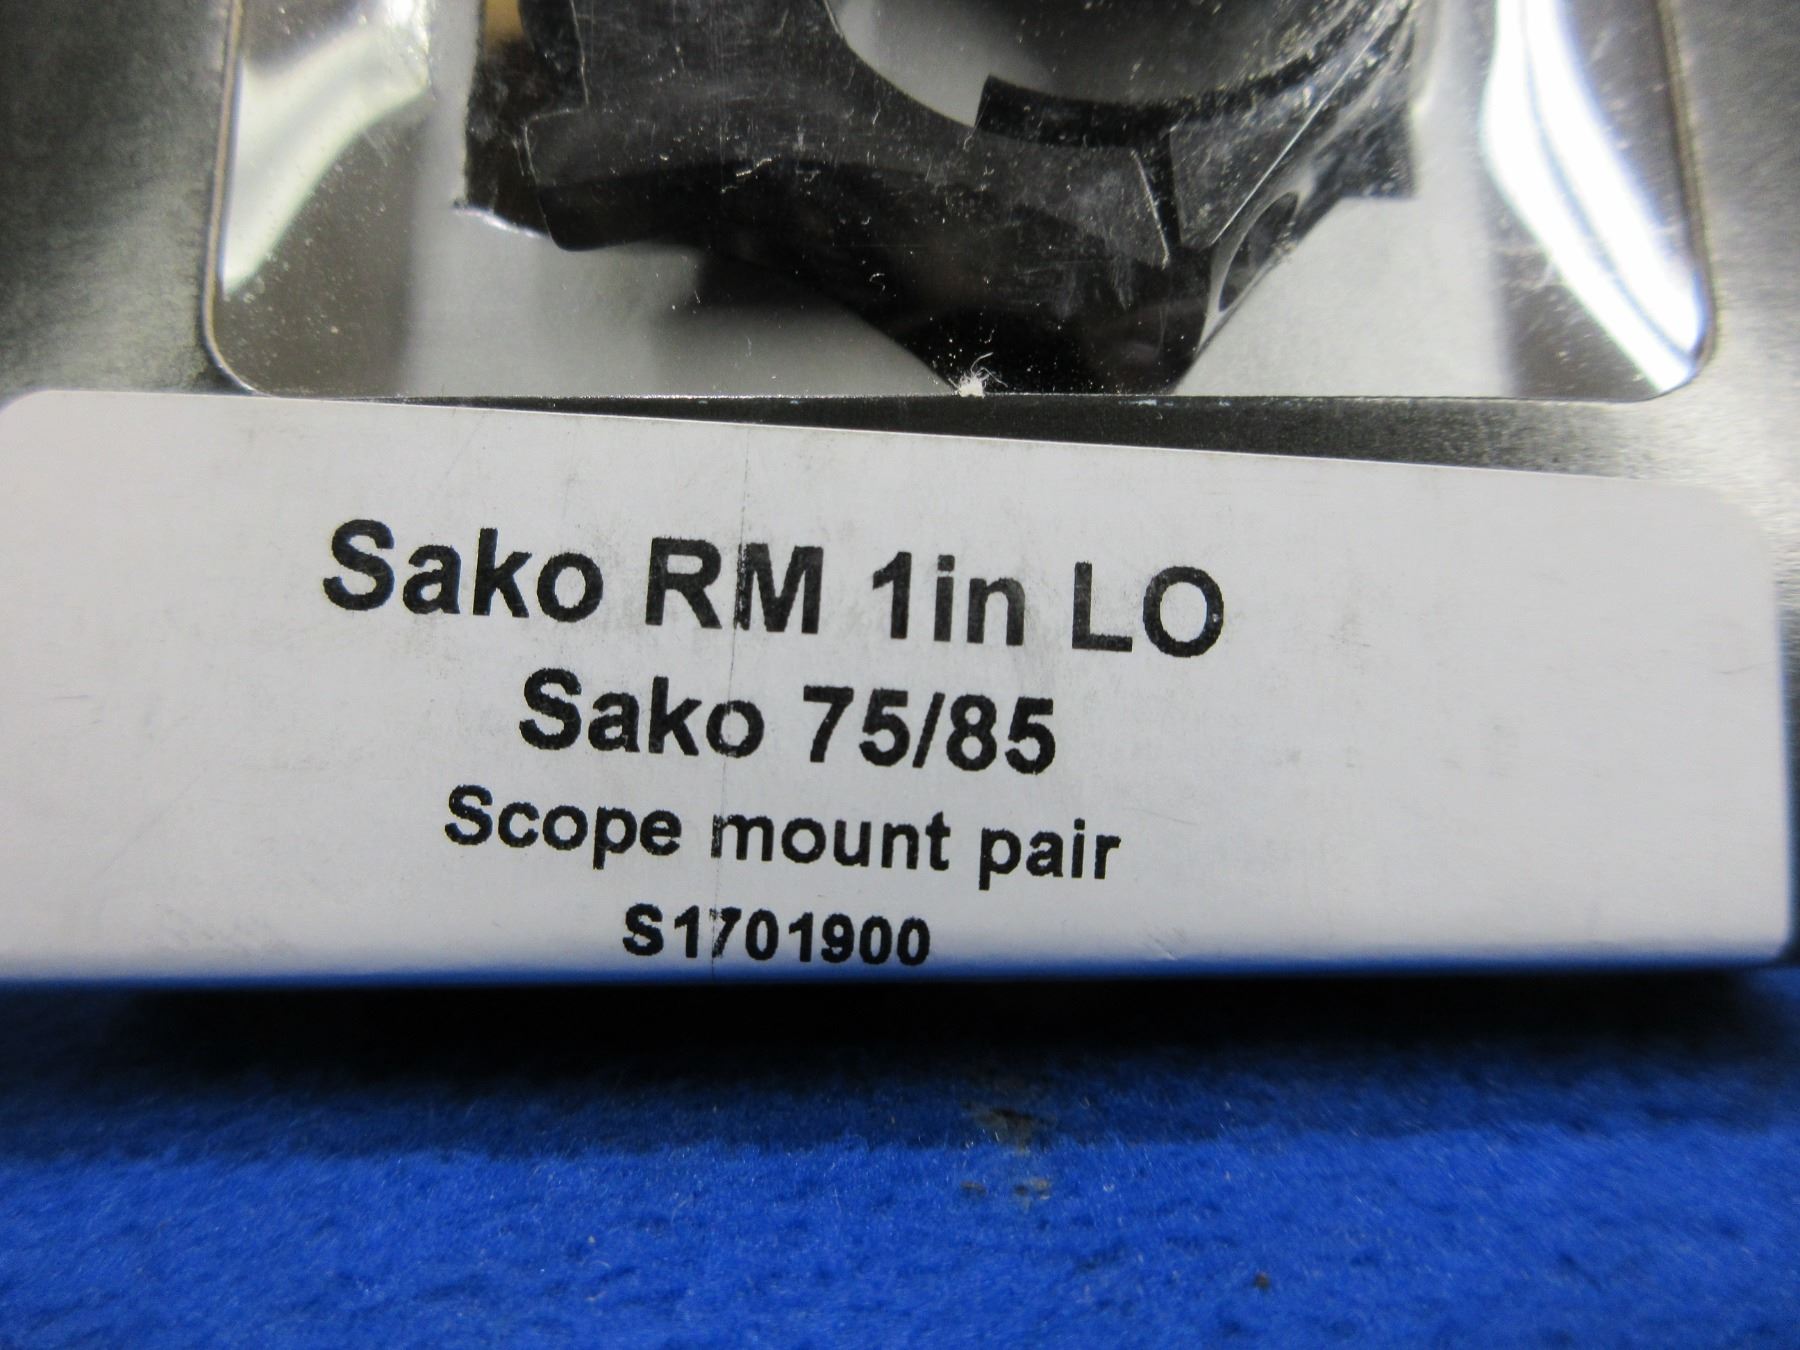 Sako RM 1in LO
Sako 75/85
Scope mount pair
S1701900